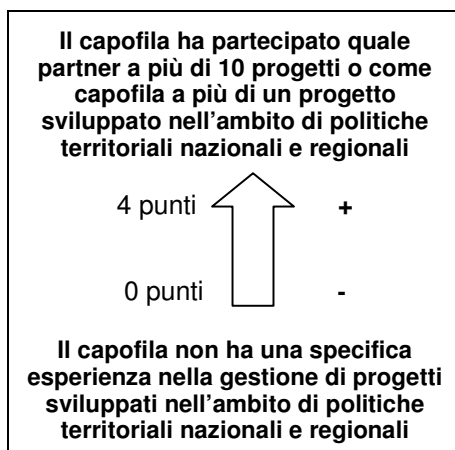 Il capofila ha partecipato quale
partner a più di 10 progetti o come
capofila a più di un progetto
sviluppato nell'ambito di politiche
territoriali nazionali e regionali
4 punti +
0 punti -
Il capofila non ha una specifica
esperienza nella gestione di progetti
sviluppati nell'ambito di politiche
territoriali nazionali e regionali